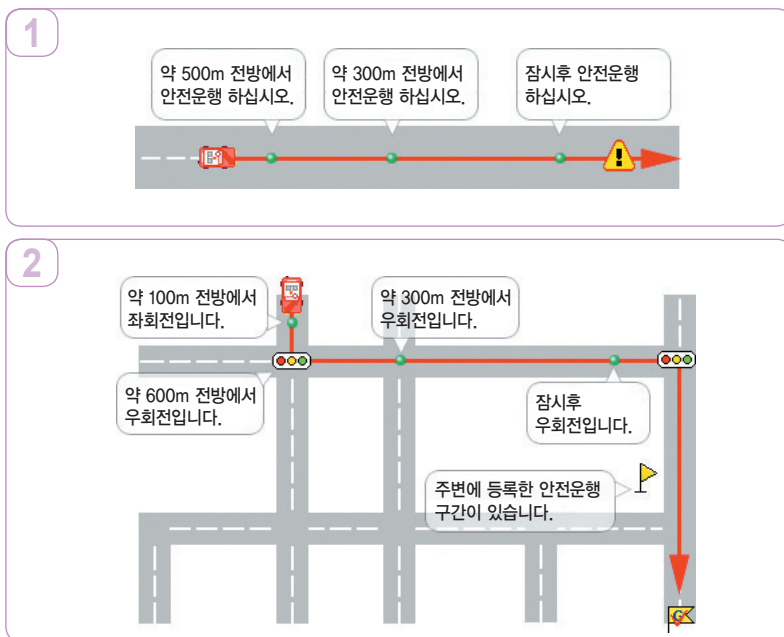 1
약 500m 전방에서
안전운행 하십시오.
약 300m 전방에서
안전운행 하십시오.
잠시후 안전운행
하십시오.
2
약 100m 전방에서
좌회전입니다.
약 300m 전방에서
우회전입니다.
약 600m 전방에서
우회전입니다.
잠시후
우회전입니다.
주변에 등록한 안전운행
구간이 있습니다.
G